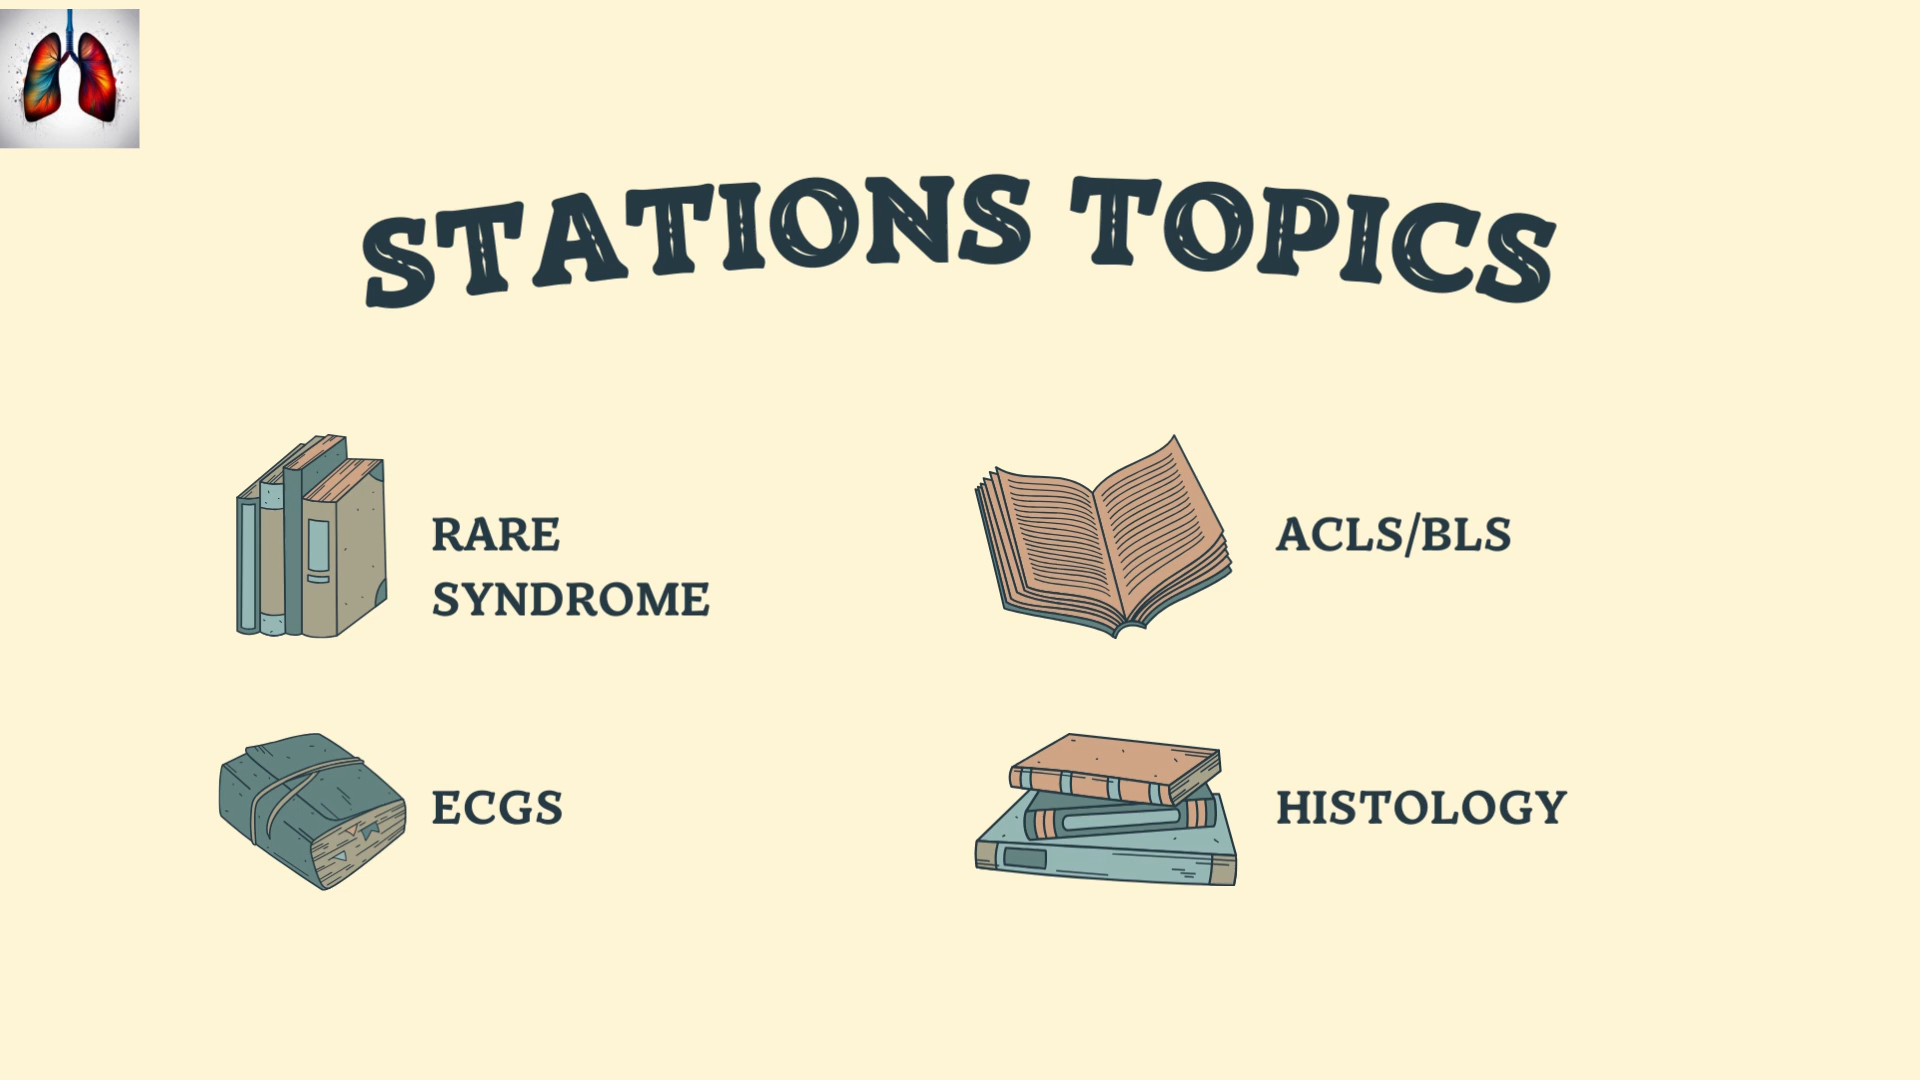 STATIONS TOPICS
RARE
SYNDROME
ACLS/BLS
ECGS
HISTOLOGY